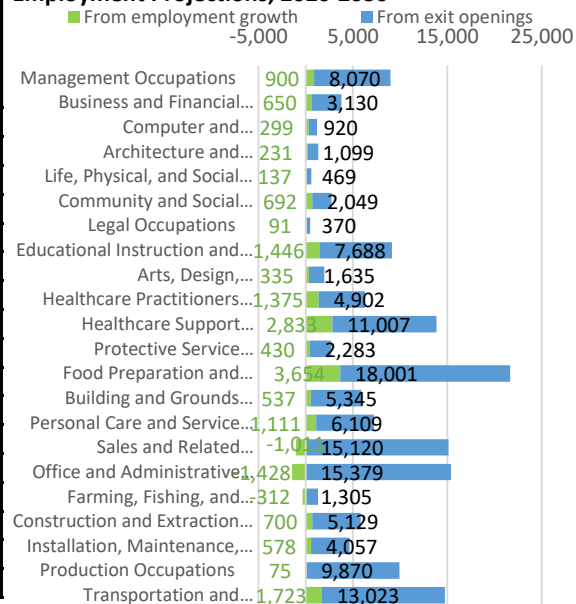 From employment growth From exit openings
-5,000 5,000 15,000 25,000
Management Occupations 900 8,070
Business and Financial... 650 3,130
Computer and... 299 920
Architecture and... 231 1,099
Life, Physical, and Social... 137 469
Community and Social... 692 2,049
Legal Occupations 91 370
Educational Instruction and... 1,446 7,688
Arts, Design,... 335 1,635
Healthcare Practitioners... 1,375 4,902
Healthcare Support... 2,833 11,007
Protective Service... 430 2,283
Food Preparation and... 3,654 18,001
Building and Grounds... 537 5,345
Personal Care and Service... 1,111 6,109
Sales and Related... 15,120
Office and Administrative... -1,428 15,379
Farming, Fishing, and... -312 1,305
Construction and Extraction... 700 5,129
Installation, Maintenance,... 578 4,057
Production Occupations 75 9,870
Transportation and... 1,723 13,023